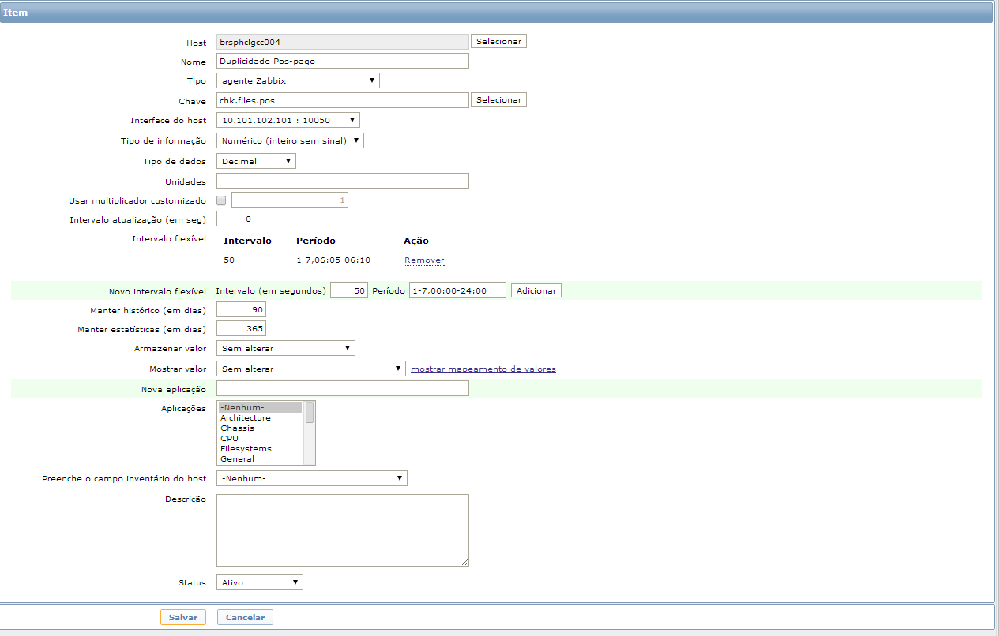 Item
Host brsphclgcc004 Selecionar
Nome Duplicidade Pos-pago
Tipo agente Zabbix
Chave chk.files.pos Selecionar
Interface do host 10.101.102.101 : 10050
Tipo de informação Numérico (inteiro sem sinal)
Tipo de dados Decimal
Unidades
Usar multiplicador customizado 1
Intervalo atualização (em seg) 0
Intervalo flexível Intervalo Período Ação
50 1-7,06:05-06:10 Remover
Novo intervalo flexível Intervalo (em segundos) 50 Período 1-7,00:00-24:00 Adicionar
Manter histórico (em dias) 90
Manter estatísticas (em dias) 365
Armazenar valor Sem alterar
Mostrar valor Sem alterar mostrar mapeamento de valores
Nova aplicação
Aplicações -Nenhum-
Architecture
Chassis
CPU
Filesystems
General
Preenche o campo inventário do host -Nenhum-
Descrição
Status Ativo
Salvar Cancelar